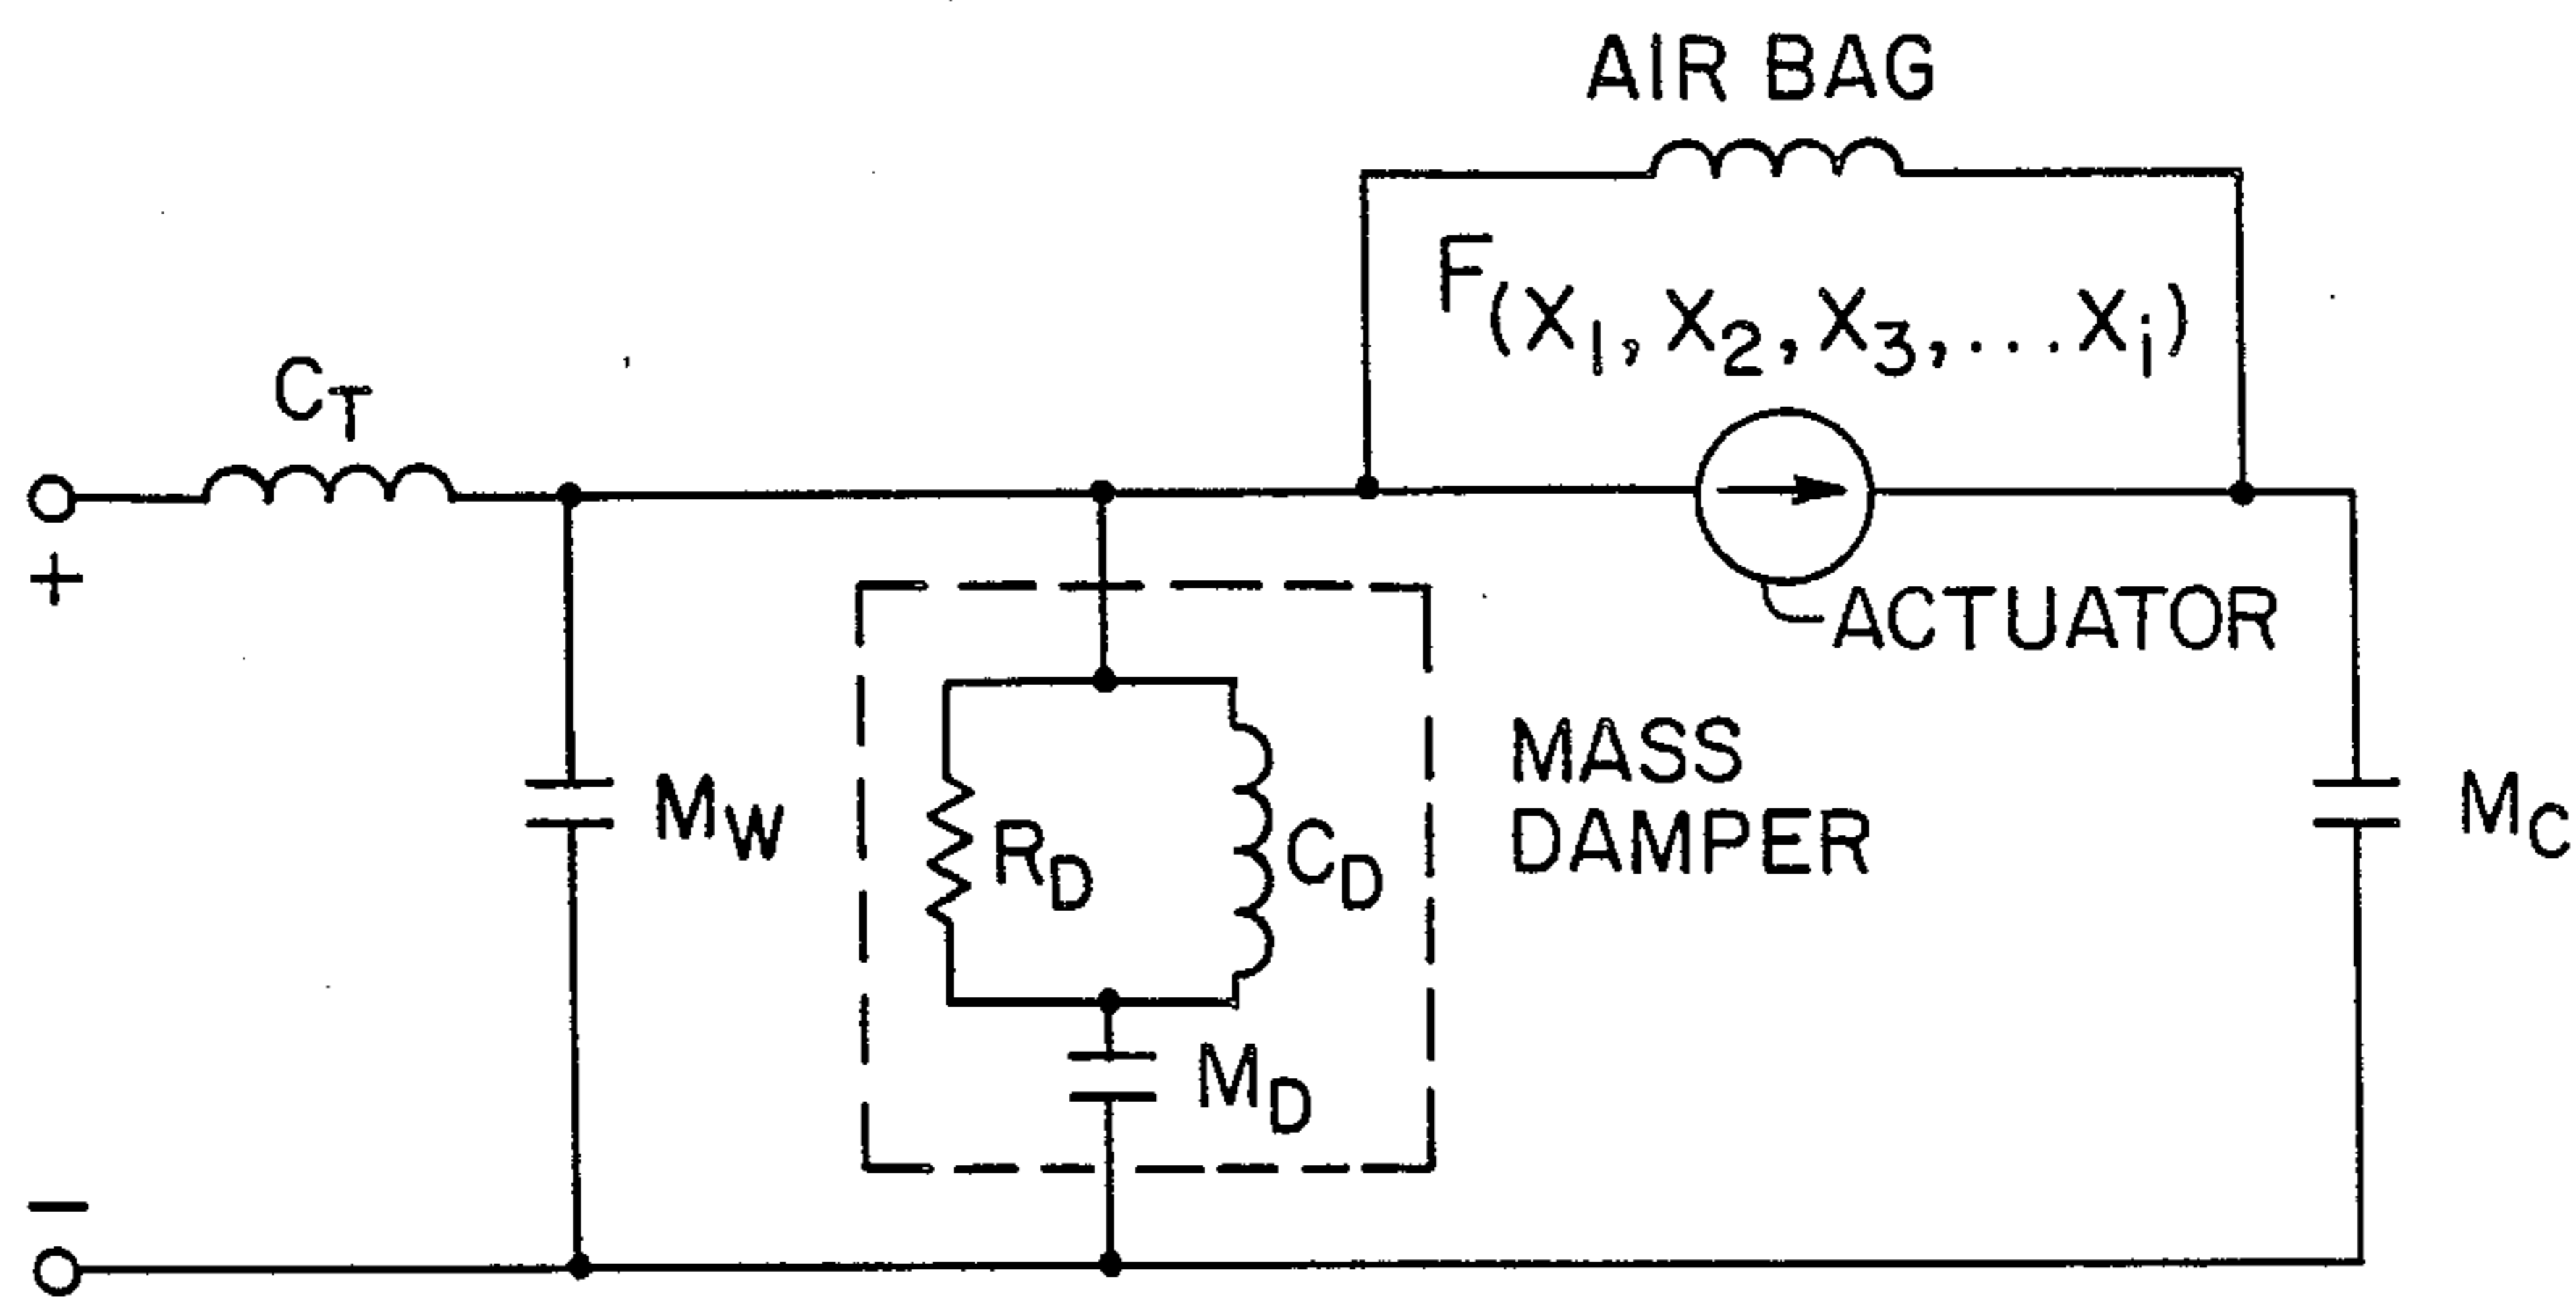 AIR BAG
F(X1, X2, X3, ... Xi)
CT
+
ACTUATOR
MASS
DAMPER
MW
RD
CD
MC
MD
−